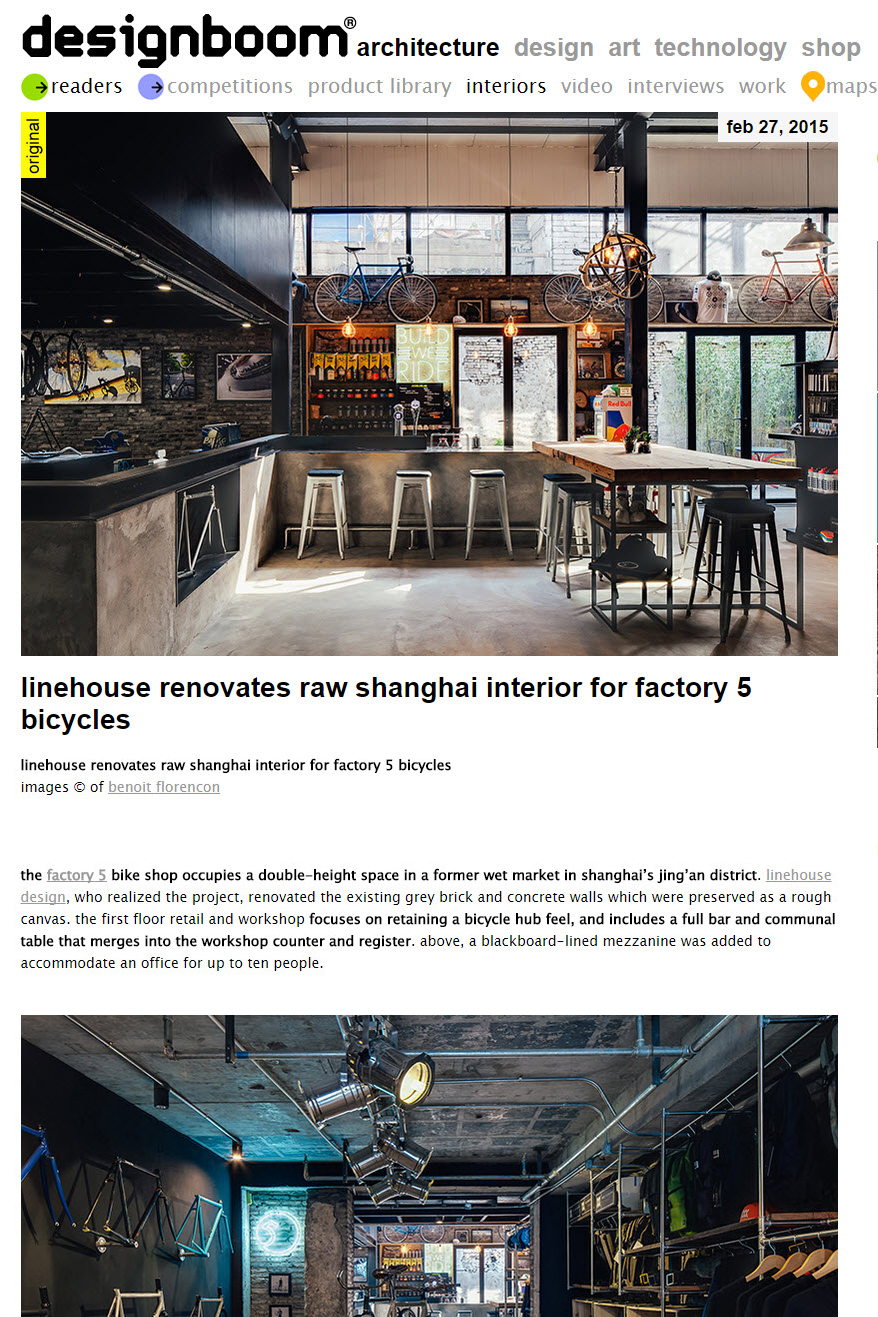 designboom®
architecture design art technology shop
readers competitions product library interiors video interviews work maps
original
feb 27, 2015
BUILD
WE
RIDE
Red Bull
linehouse renovates raw shanghai interior for factory 5
bicycles
linehouse renovates raw shanghai interior for factory 5 bicycles
images © of benoit florencon
the factory 5 bike shop occupies a double-height space in a former wet market in shanghai's jing'an district. linehouse
design, who realized the project, renovated the existing grey brick and concrete walls which were preserved as a rough
canvas. the first floor retail and workshop focuses on retaining a bicycle hub feel, and includes a full bar and communal
table that merges into the workshop counter and register. above, a blackboard-lined mezzanine was added to
accommodate an office for up to ten people.